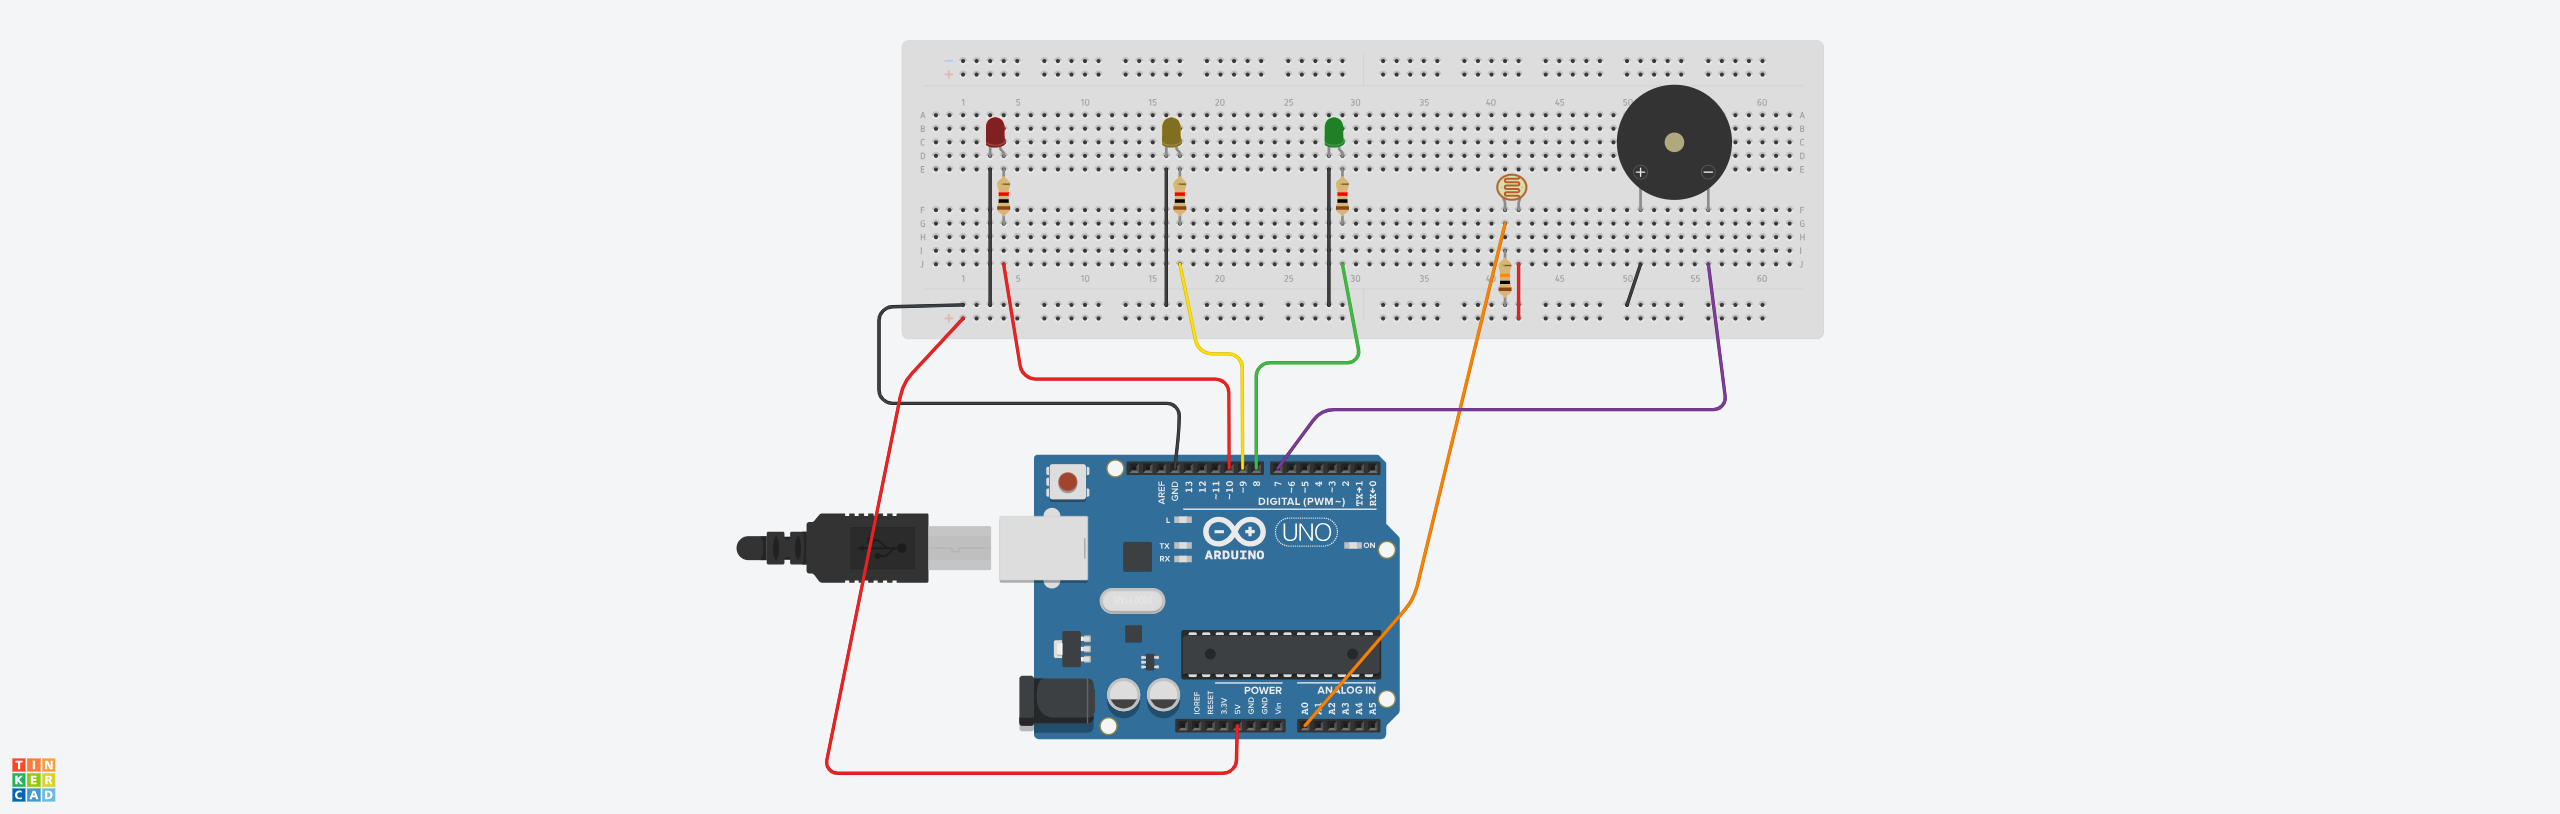 − 
+
1 5 10 15 20 25 30 35 40 45 50 60
A A
B B
C C
D D
E E
+ −
F F
G G
H H
I I
J J
1 5 15 20 25 30 35 40 45 50 55 60
+
AREF GND 13 12 ~11 ~10 ~9 8 7 ~6 ~5 4 ~3 2 TX→1 RX←0
DIGITAL (PWM~)
L
TX
RX
− +
ARDUINO
UNO
ON
POWER
ANALOG IN
IOREF RESET 3.3V 5V GND GND Vin A0 A1 A2 A3 A4 A5
TIN
KER
CAD